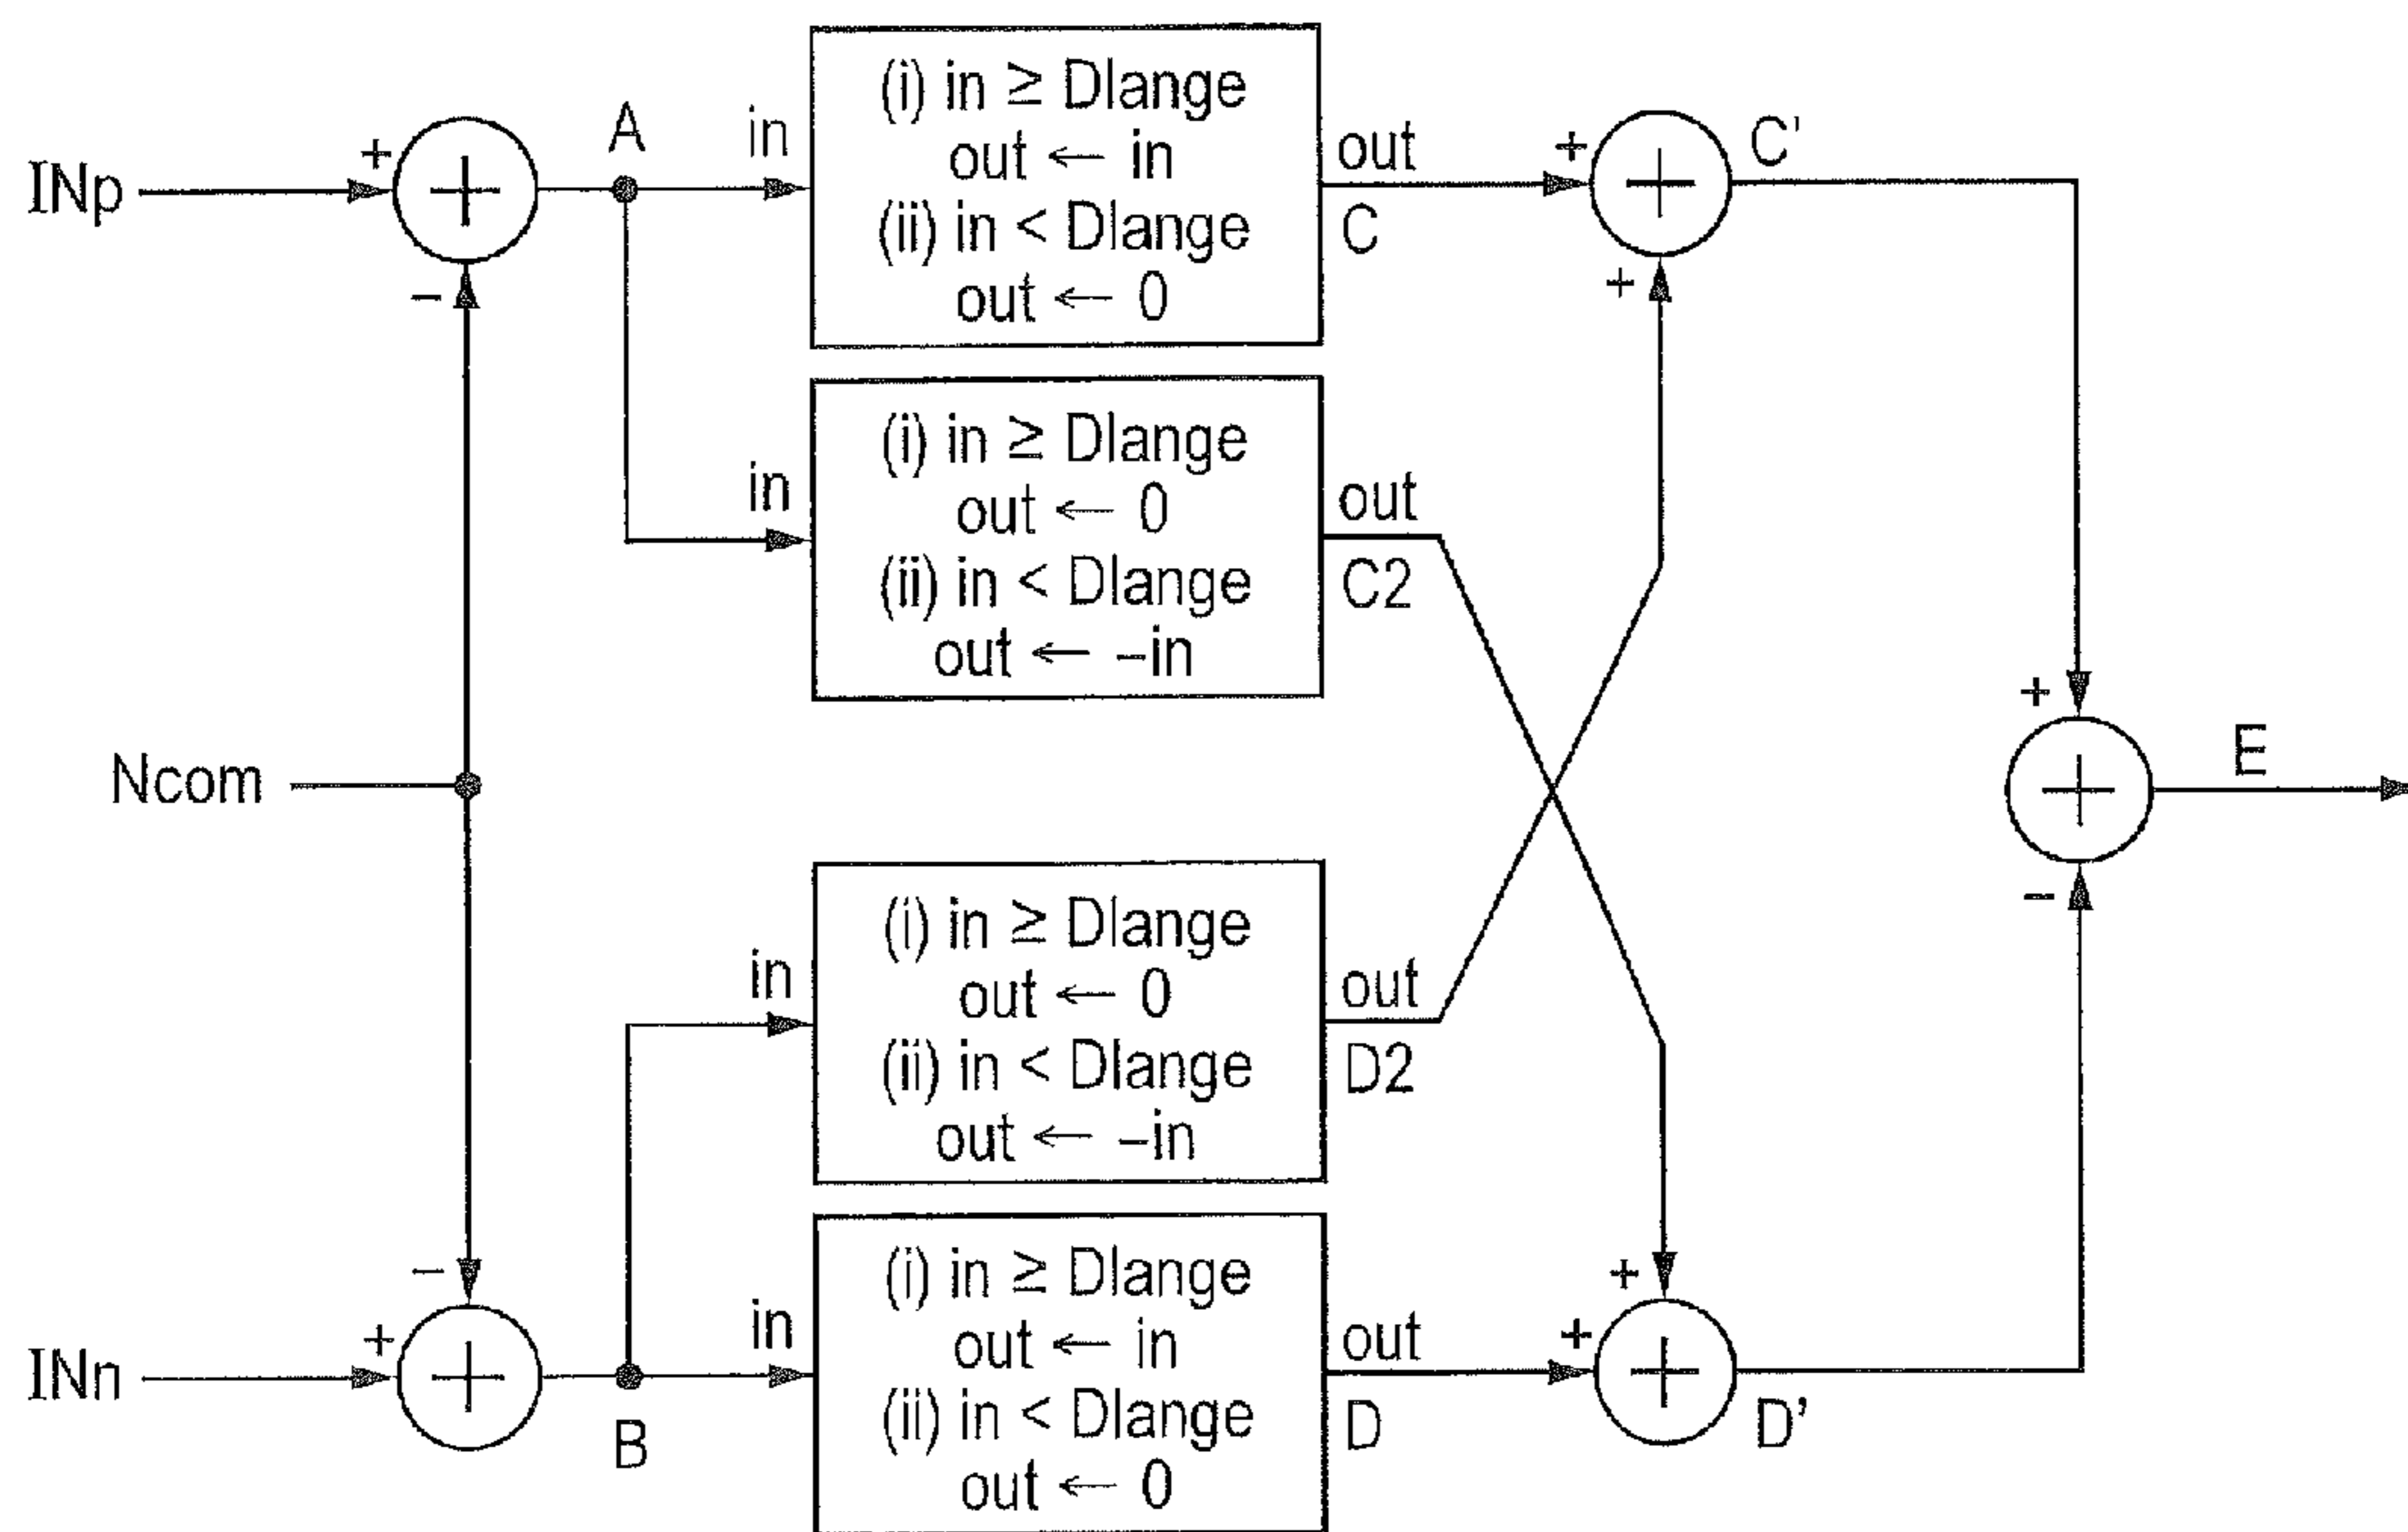 INp
+
−
A
in
(i) in ≥ Dlange
out ← in
(ii) in < Dlange
out ← 0
out
C
+
+
C'
in
(i) in ≥ Dlange
out ← 0
(ii) in < Dlange
out ← −in
out
C2
Ncom
+
−
E
in
(i) in ≥ Dlange
out ← 0
(ii) in < Dlange
out ← −in
out
D2
INn
+
−
B
in
(i) in ≥ Dlange
out ← in
(ii) in < Dlange
out ← 0
out
D
+
+
D'